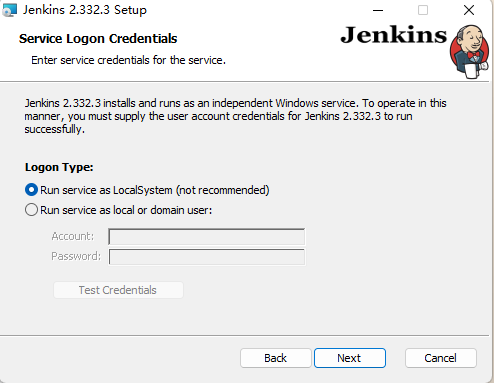 Jenkins 2.332.3 Setup
Service Logon Credentials
Enter service credentials for the service.
Jenkins
Jenkins 2.332.3 installs and runs as an independent Windows service. To operate in this
manner, you must supply the user account credentials for Jenkins 2.332.3 to run
successfully.
Logon Type:
Run service as LocalSystem (not recommended)
Run service as local or domain user:
Account:
Password:
Test Credentials
Back
Next
Cancel